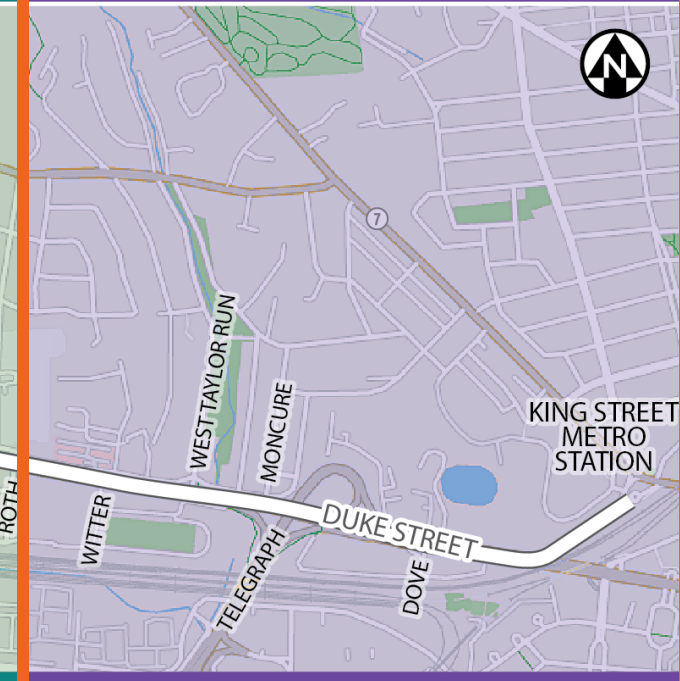 N
7
WEST TAYLOR RUN
MONCURE
KING STREET
METRO
STATION
ROTH
WITTER
DUKE STREET
TELEGRAPH
DOVE